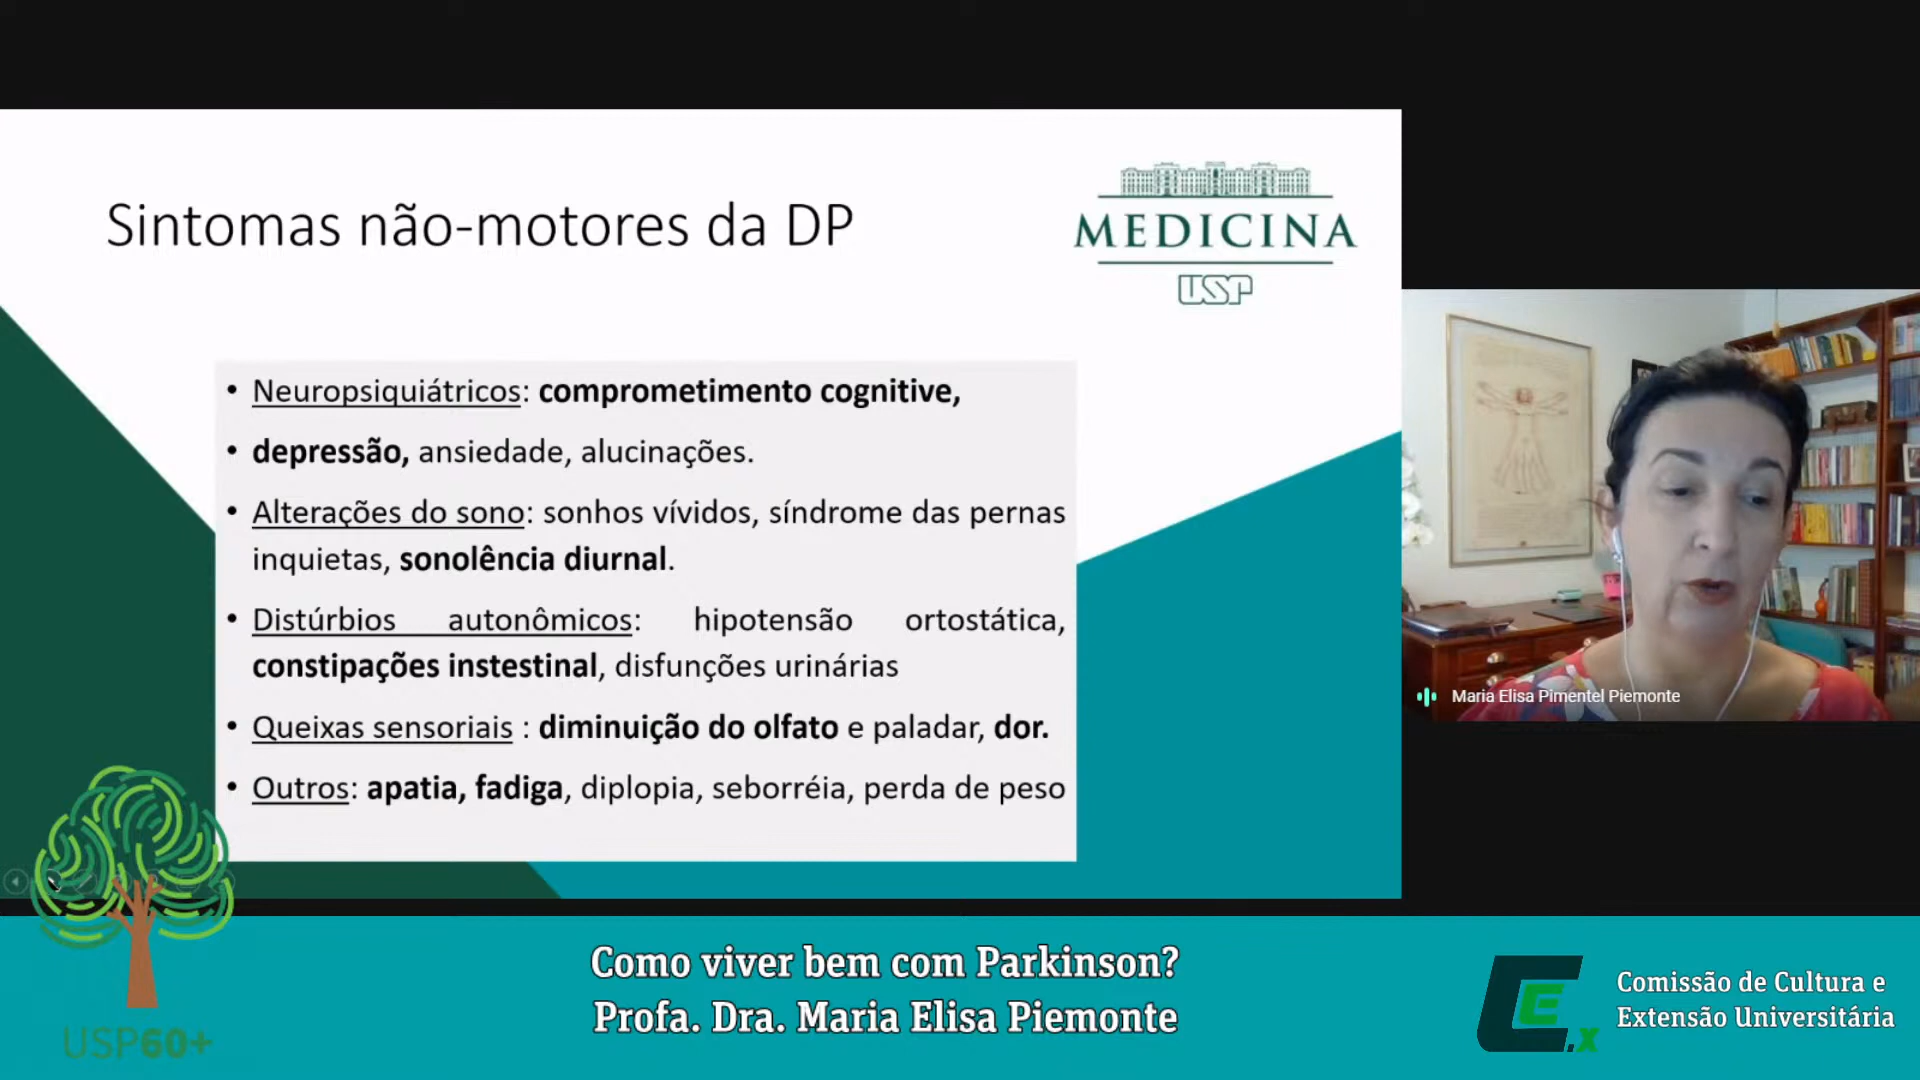 Sintomas não-motores da DP
MEDICINA
USP
• Neuropsiquiátricos: comprometimento cognitive,
• depressão, ansiedade, alucinações.
• Alterações do sono: sonhos vívidos, síndrome das pernas
inquietas, sonolência diurnal.
• Distúrbios autonômicos: hipotensão ortostática,
constipações instestinal, disfunções urinárias
• Queixas sensoriais : diminuição do olfato e paladar, dor.
• Outros: apatia, fadiga, diplopia, seborréia, perda de peso
Maria Elisa Pimentel Piemonte
USP60+
Como viver bem com Parkinson?
Profa. Dra. Maria Elisa Piemonte
CE.x
Comissão de Cultura e
Extensão Universitária